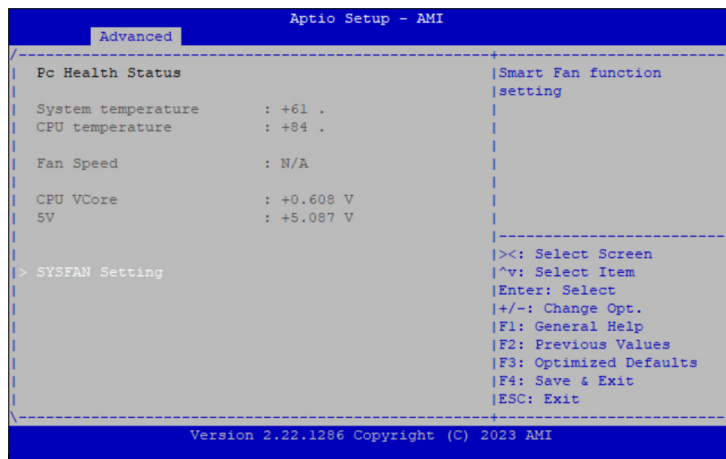 Aptio Setup - AMI
Advanced
Pc Health Status
System temperature : +61 .
CPU temperature : +84 .
Fan Speed : N/A
CPU VCore : +0.608 V
5V : +5.087 V
> SYSFAN Setting
Smart Fan function
setting
><: Select Screen
^v: Select Item
Enter: Select
+/-: Change Opt.
F1: General Help
F2: Previous Values
F3: Optimized Defaults
F4: Save & Exit
ESC: Exit
Version 2.22.1286 Copyright (C) 2023 AMI